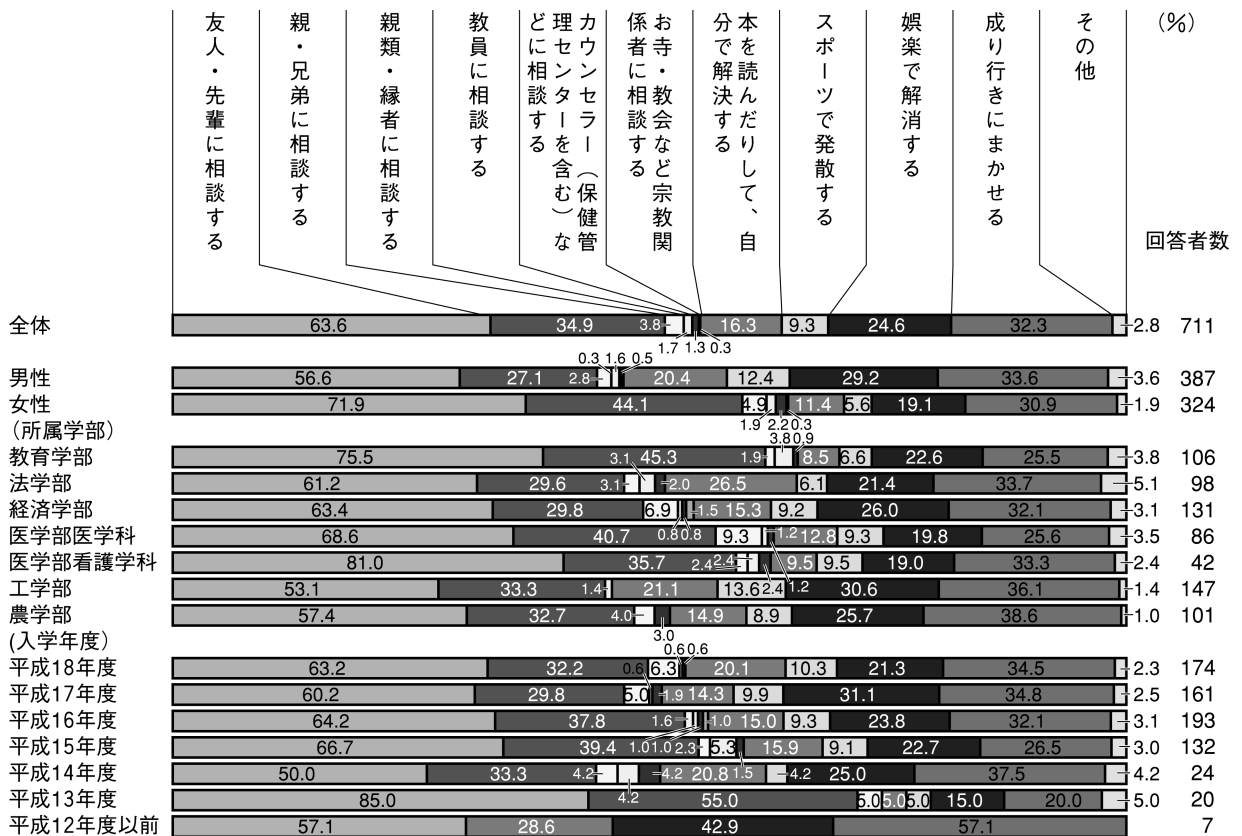 (%)
友人・先輩に相談する
親・兄弟に相談する
親類・縁者に相談する
教員に相談する
カウンセラー（保健管
理センターを含む）な
どに相談する
お寺・教会など宗教関
係者に相談する
本を読んだりして、自
分で解決する
スポーツで発散する
娯楽で解消する
成り行きにまかせる
その他
回答者数
全体 63.6 34.9 3.8 1.7 1.3 0.3 16.3 9.3 24.6 32.3 2.8 711
男性 56.6 27.1 2.8 0.3 1.6 0.5 20.4 12.4 29.2 33.6 3.6 387
女性 71.9 44.1 4.9 1.9 2.2 0.3 11.4 5.6 19.1 30.9 1.9 324
（所属学部）
教育学部 75.5 45.3 1.9 3.8 0.9 8.5 6.6 22.6 25.5 3.8 106
法学部 61.2 29.6 3.1 3.1 2.0 26.5 6.1 21.4 33.7 5.1 98
経済学部 63.4 29.8 6.9 0.8 0.8 1.5 15.3 9.2 26.0 32.1 3.1 131
医学部医学科 68.6 40.7 9.3 1.2 1.2 12.8 9.3 19.8 25.6 3.5 86
医学部看護学科 81.0 35.7 2.4 2.4 2.4 9.5 9.5 19.0 33.3 2.4 42
工学部 53.1 33.3 1.4 21.1 13.6 30.6 36.1 1.4 147
農学部 57.4 32.7 4.0 3.0 14.9 8.9 25.7 38.6 1.0 101
(入学年度）
平成18年度 63.2 32.2 6.3 0.6 0.6 0.6 20.1 10.3 21.3 34.5 2.3 174
平成17年度 60.2 29.8 5.0 1.9 14.3 9.9 31.1 34.8 2.5 161
平成16年度 64.2 37.8 1.6 1.0 1.0 1.0 15.0 9.3 23.8 32.1 3.1 193
平成15年度 66.7 39.4 2.3 5.3 1.5 15.9 9.1 22.7 26.5 3.0 132
平成14年度 50.0 33.3 4.2 4.2 4.2 20.8 4.2 25.0 37.5 4.2 24
平成13年度 85.0 55.0 5.0 5.0 5.0 15.0 20.0 5.0 20
平成12年度以前 57.1 28.6 42.9 57.1 7